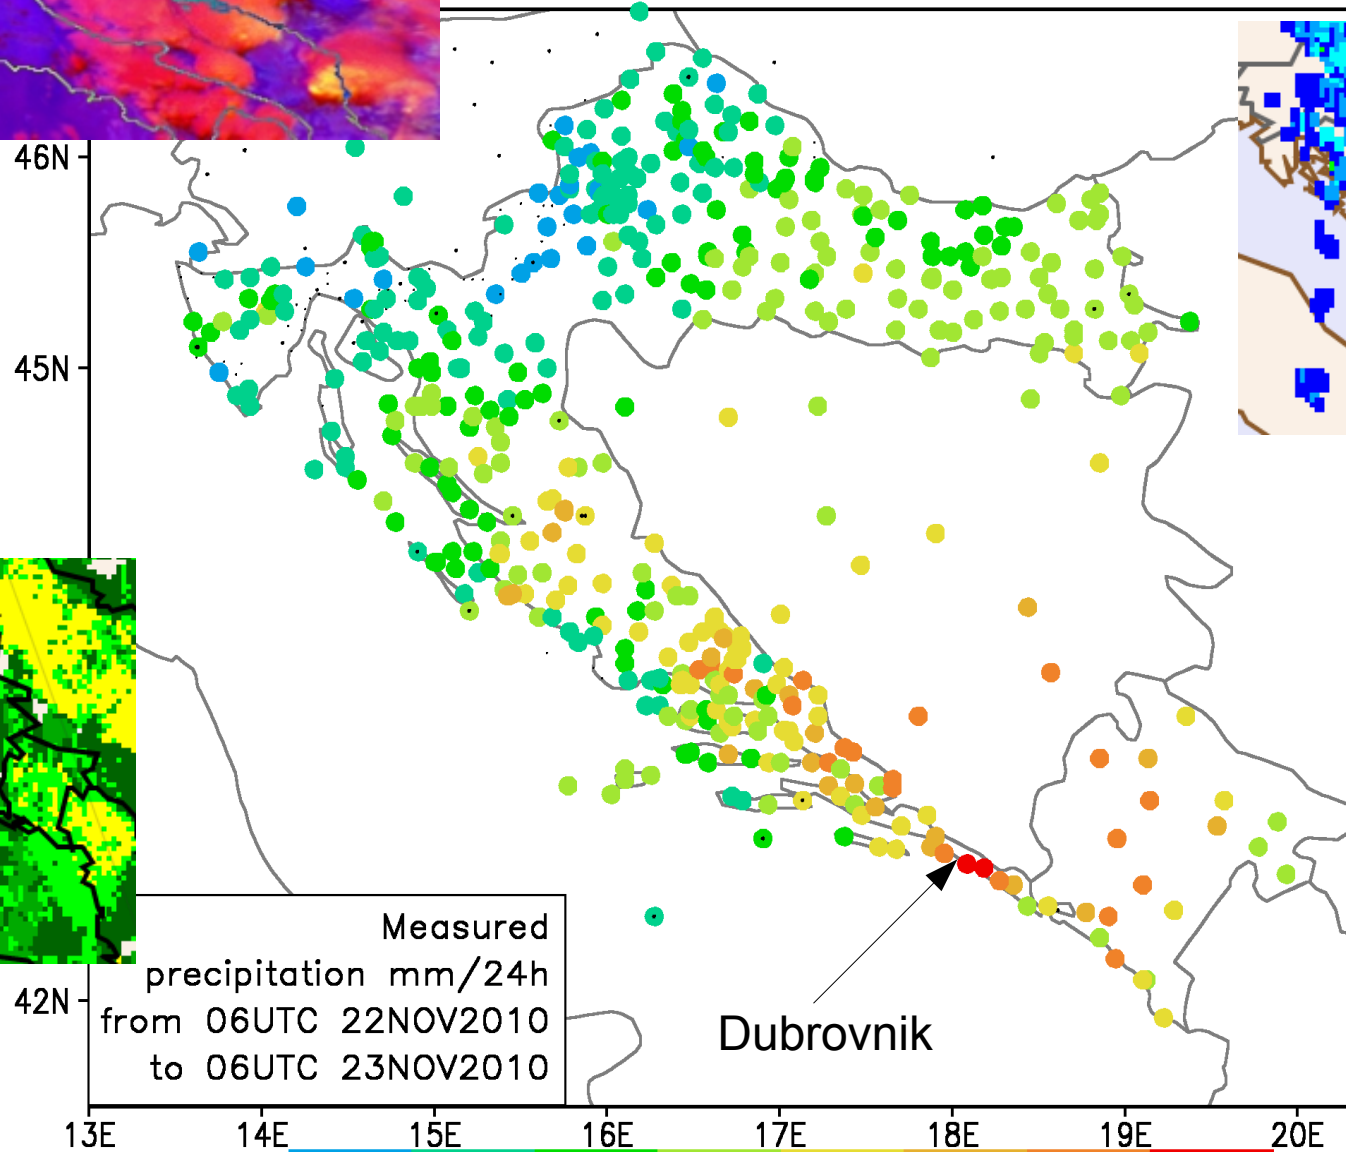 46N
45N
42N
Measured
precipitation mm/24h
from 06UTC 22NOV2010
to 06UTC 23NOV2010
Dubrovnik
13E 14E 15E 16E 17E 18E 19E 20E